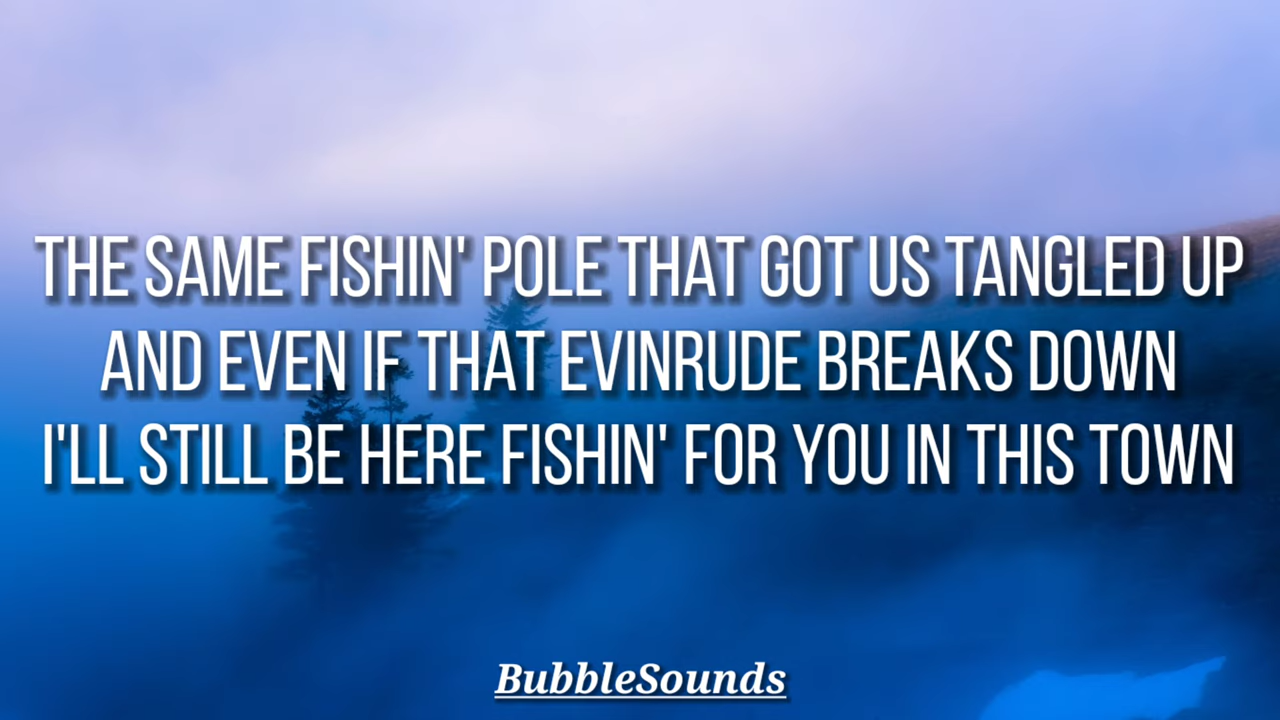 THE SAME FISHIN' POLE THAT GOT US TANGLED UP
AND EVEN IF THAT EVINRUDE BREAKS DOWN
I'LL STILL BE HERE FISHIN' FOR YOU IN THIS TOWN
BubbleSounds